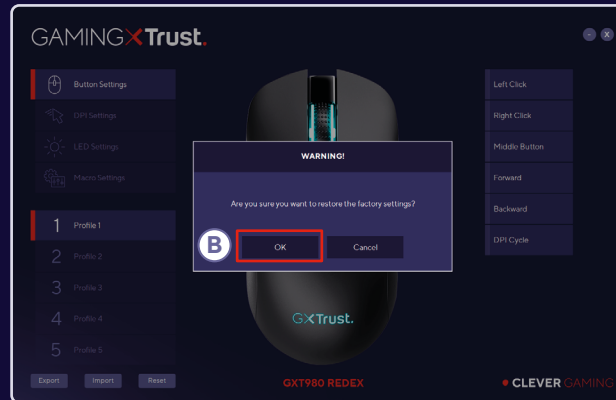 GAMING X Trust.
- X
Button Settings
DPI Settings
LED Settings
Macro Settings
1 Profile 1
2 Profile 2
3 Profile 3
4 Profile 4
5 Profile 5
Export Import Reset
WARNING!
Are you sure you want to restore the factory settings?
B OK Cancel
GXTrust.
GXT980 REDEX
Left Click
Right Click
Middle Button
Forward
Backward
DPI Cycle
CLEVER GAMING